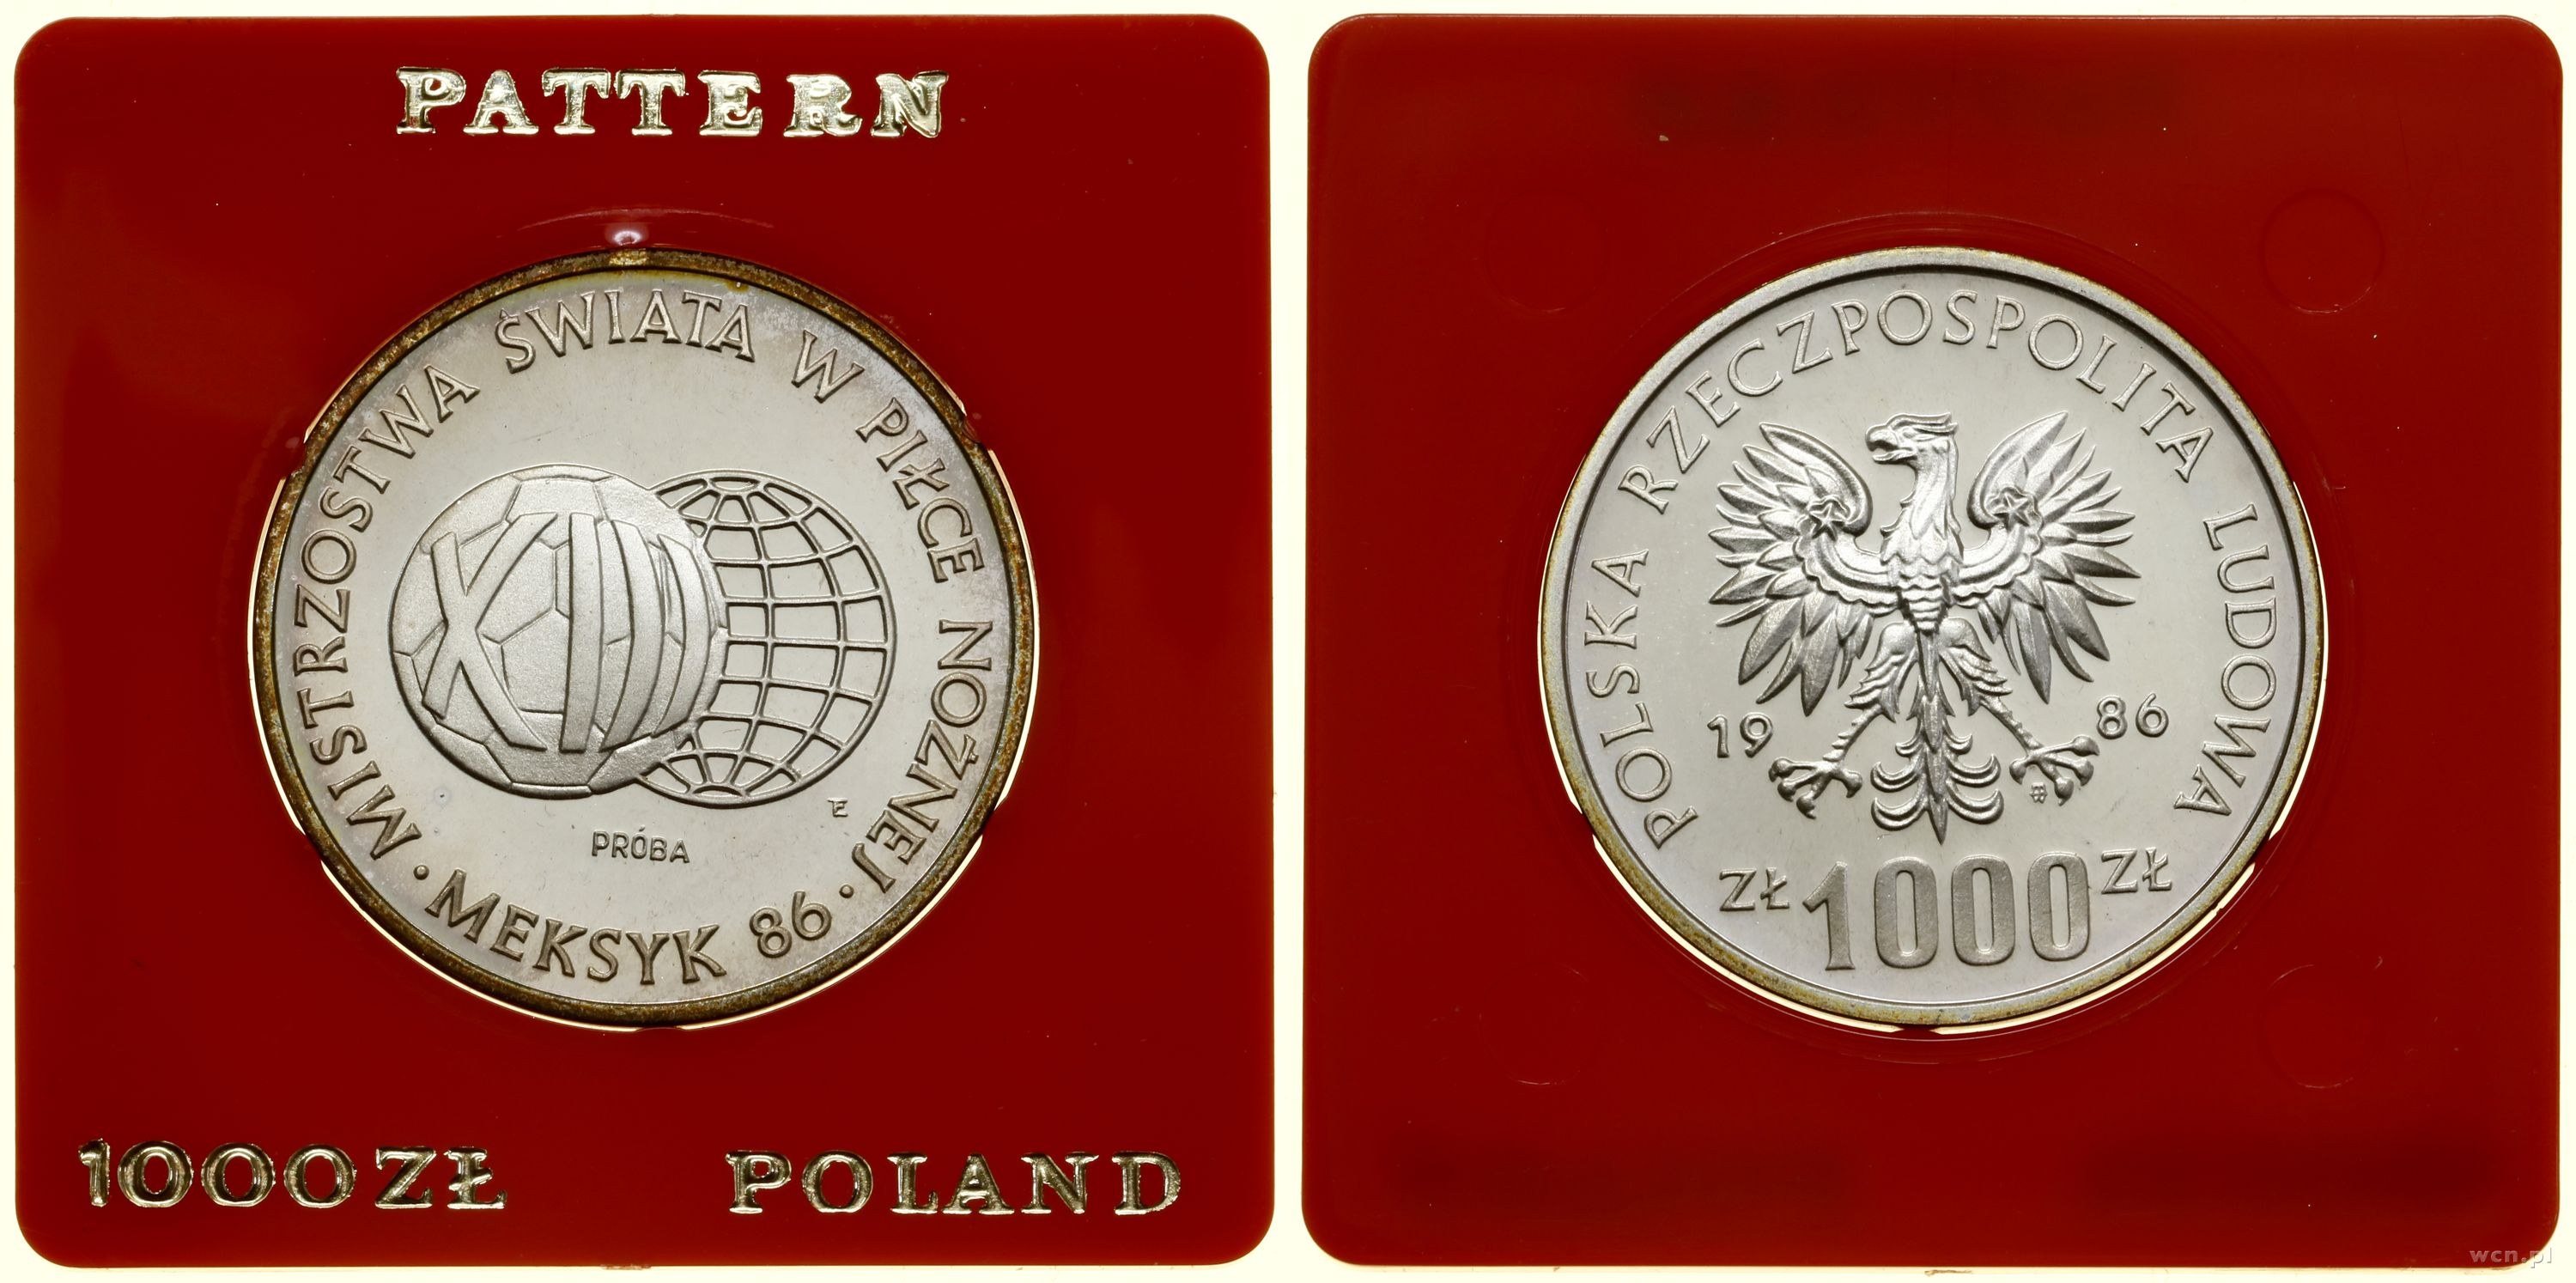 PATTERN
MISTRZOSTWA ŚWIATA W PIŁCE NOŻNEJ
XIII
E
PRÓBA
• MEKSYK 86 •
1000 ZŁ POLAND
POLSKA RZECZPOSPOLITA LUDOWA
19 86
ZŁ 1000 ZŁ
wcn.pl